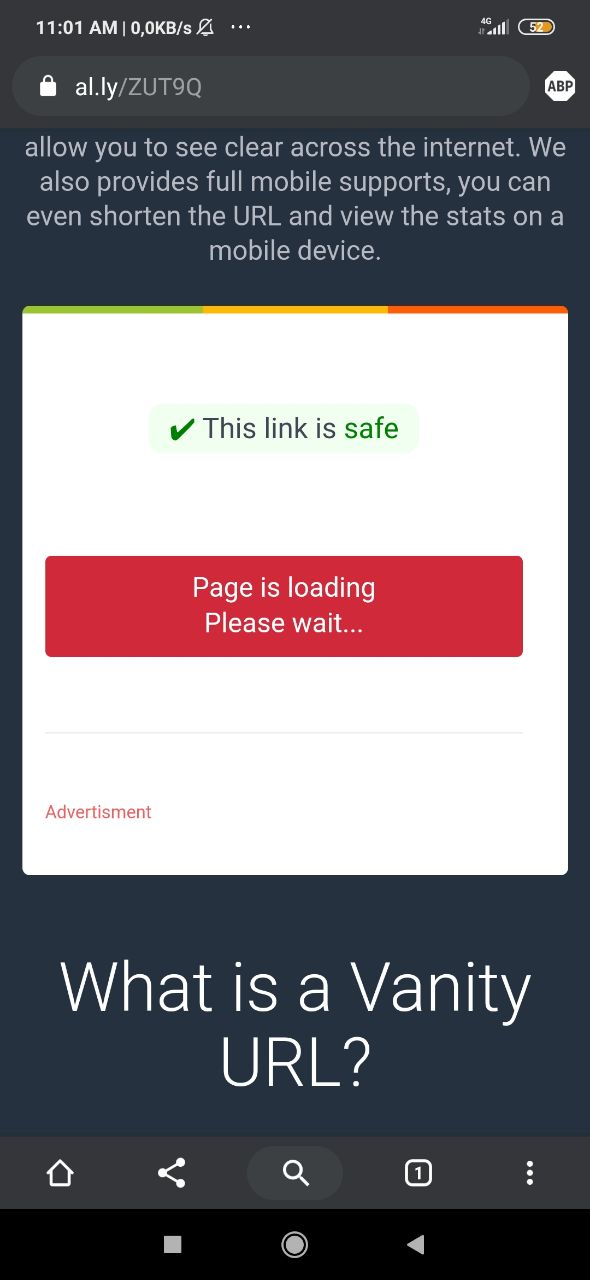 11:01 AM | 0,0KB/s ...
4G
52
al.ly/ZUT9Q
ABP
allow you to see clear across the internet. We
also provides full mobile supports, you can
even shorten the URL and view the stats on a
mobile device.
✔ This link is safe
Page is loading
Please wait...
Advertisment
What is a Vanity
URL?
1